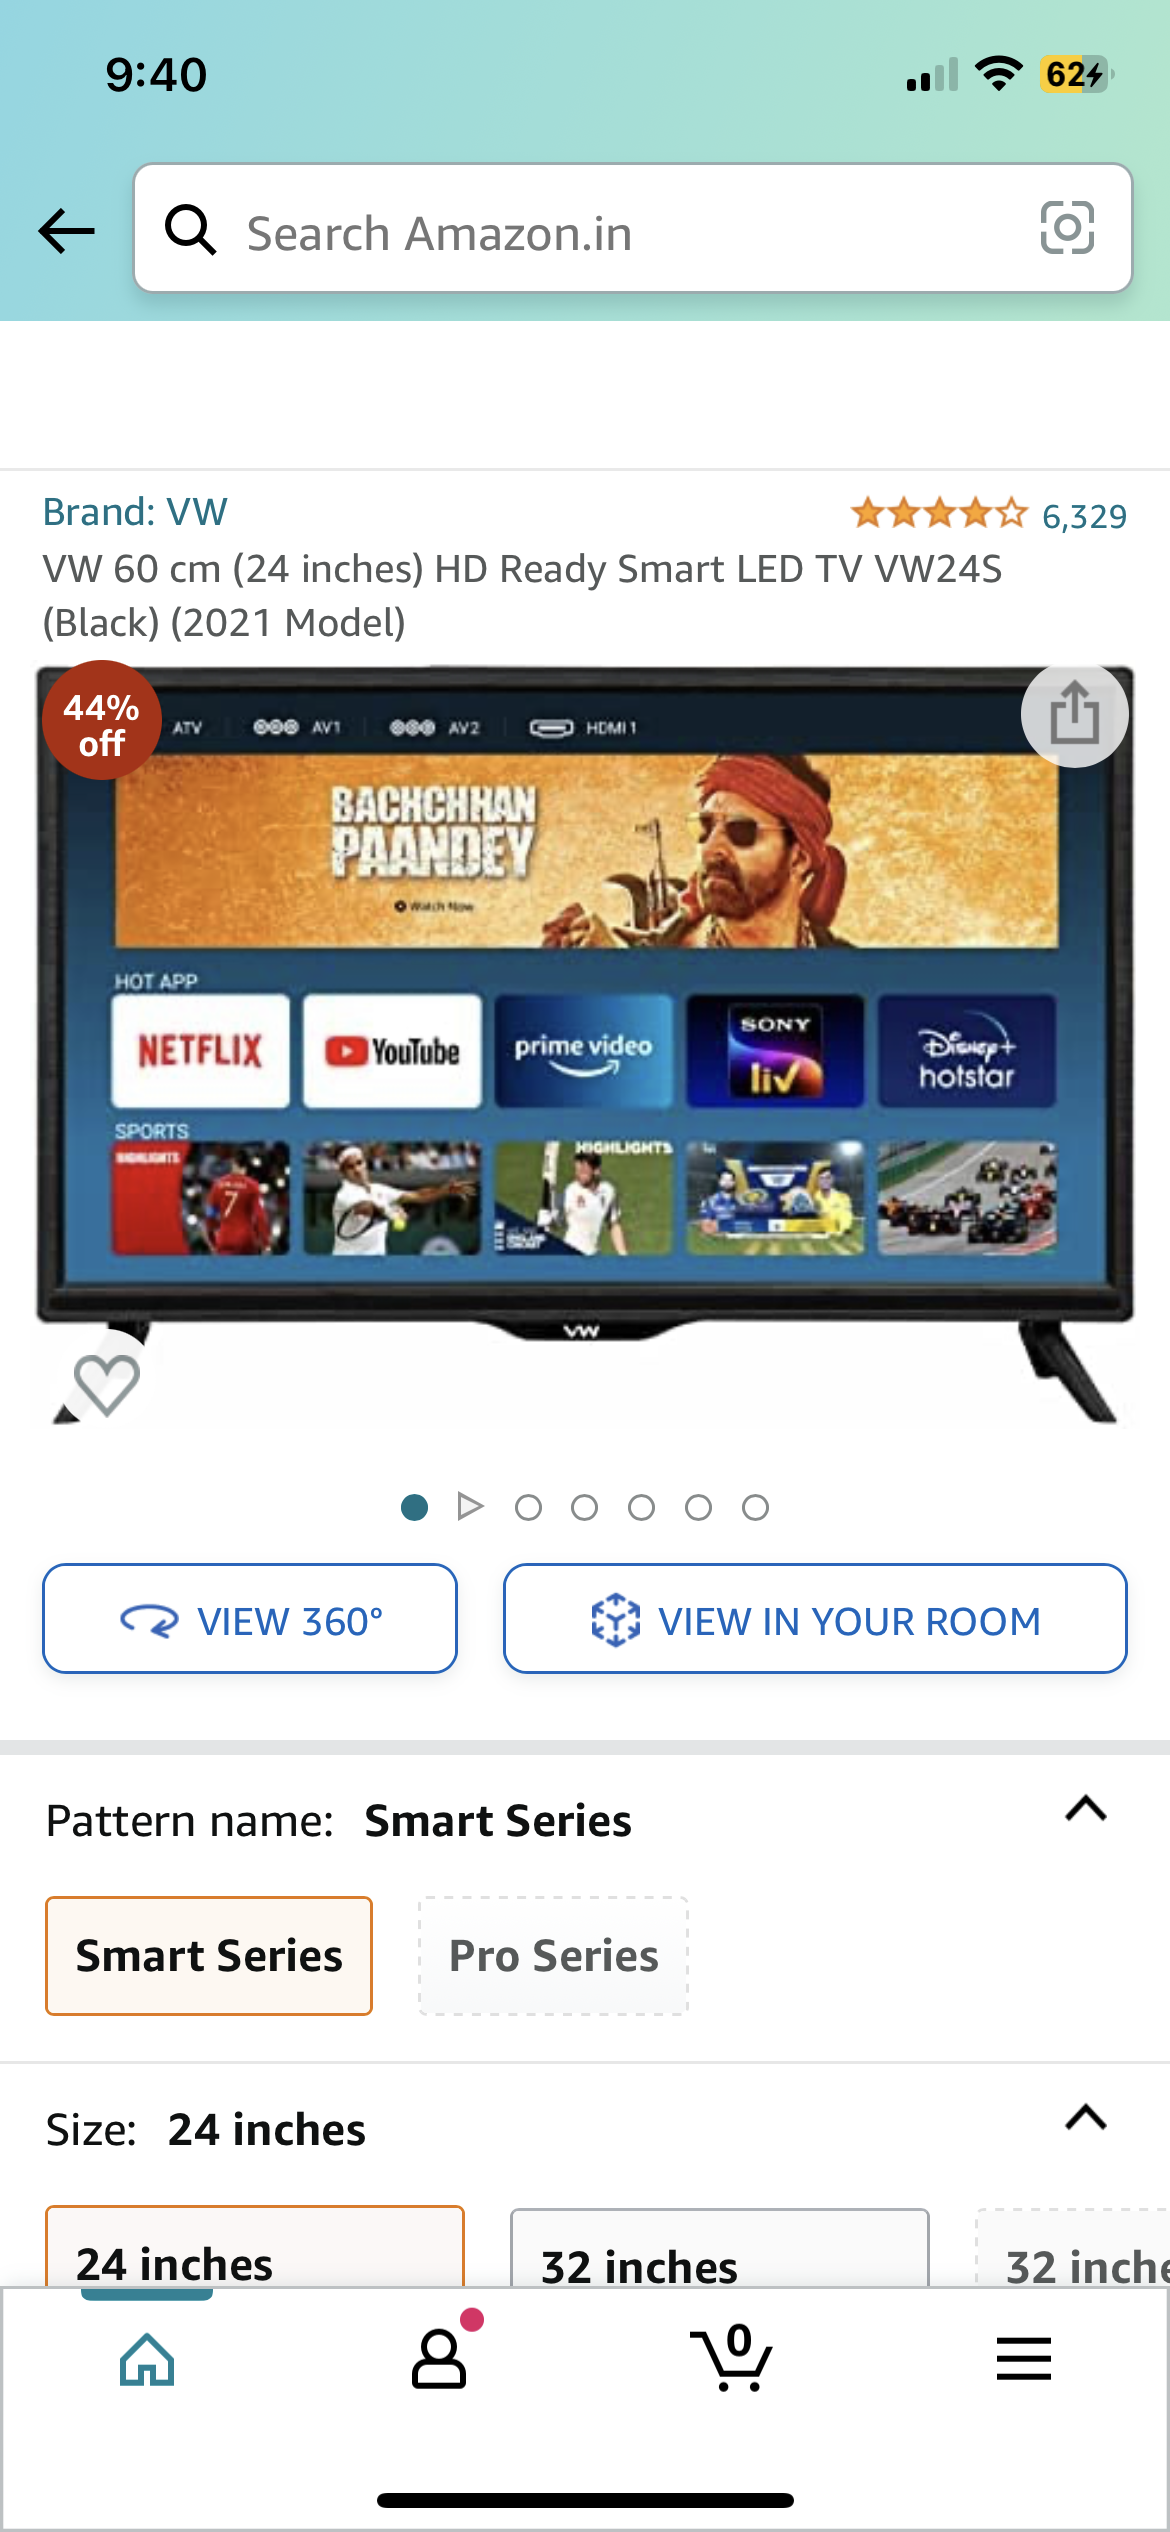 9:40
62
Search Amazon.in
Brand: VW
6,329
VW 60 cm (24 inches) HD Ready Smart LED TV VW24S
(Black) (2021 Model)
44%
off
ATV
AV1
AV2
HDMI 1
BACHCHHAN
PAANDEY
Watch Now
HOT APP
NETFLIX
YouTube
prime video
SONY
liv
Disney+
hotstar
SPORTS
HIGHLIGHTS
HIGHLIGHTS
7
VW
VIEW 360°
VIEW IN YOUR ROOM
Pattern name: Smart Series
Smart Series
Pro Series
Size: 24 inches
24 inches
32 inches
32 inche
0